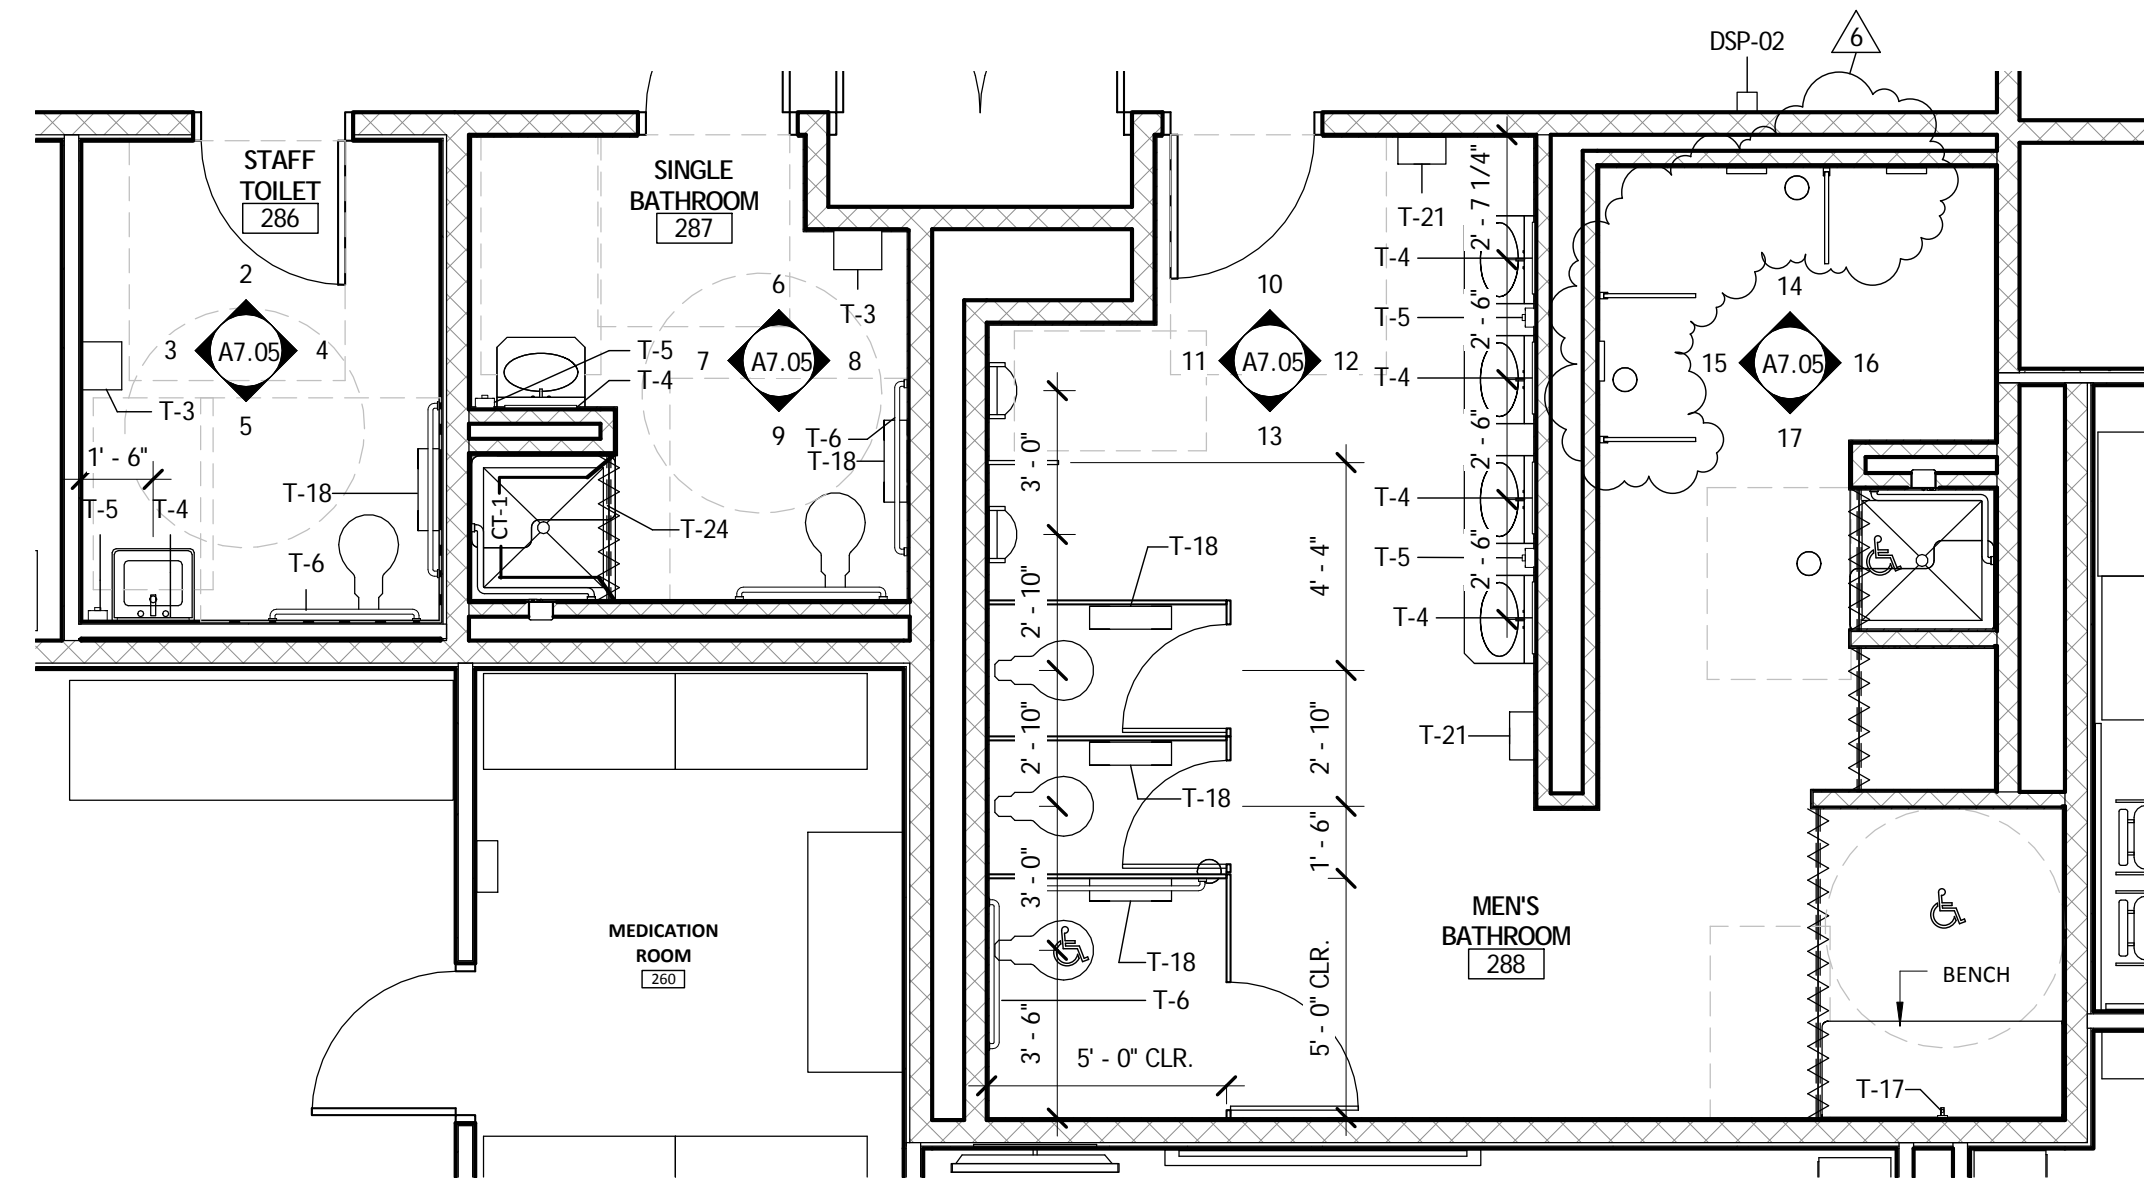 DSP-02
6
STAFF
TOILET
286
SINGLE
BATHROOM
287
2
3
A7.05
4
5
T-3
1' - 6"
T-5
T-4
T-18
T-6
6
7
A7.05
8
9
T-3
T-5
T-4
T-6
T-18
CT-1
T-24
10
11
A7.05
12
13
T-21
2' - 7 1/4"
T-4
T-5
2' - 6"
T-4
2' - 6"
T-4
T-5
2' - 6"
T-4
T-21
14
15
A7.05
16
17
3' - 0"
2' - 10"
2' - 10"
3' - 0"
3' - 6"
T-18
T-18
T-18
T-6
5' - 0" CLR.
4' - 4"
2' - 10"
1' - 6"
5' - 0" CLR.
MEDICATION
ROOM
260
MEN'S
BATHROOM
288
BENCH
T-17